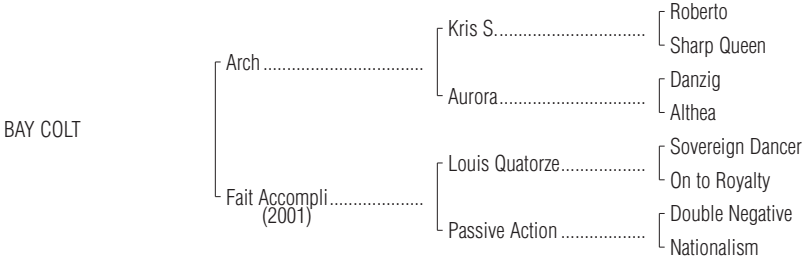 Roberto
Kris S..............................
Sharp Queen
Arch ................................
Danzig
Aurora..............................
Althea
BAY COLT
Sovereign Dancer
Louis Quatorze.................
On to Royalty
Fait Accompli...................
(2001)
Double Negative
Passive Action .................
Nationalism